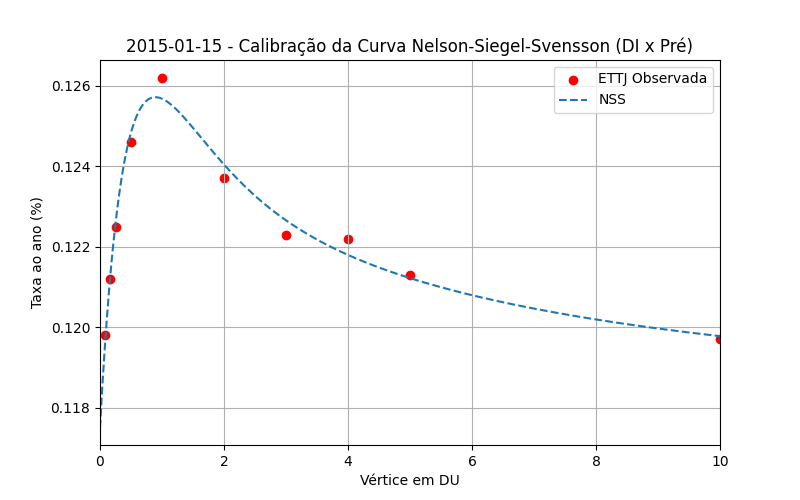 2015-01-15 - Calibração da Curva Nelson-Siegel-Svensson (DI x Pré)
ETTJ Observada
NSS
Taxa ao ano (%)
0.126
0.124
0.122
0.120
0.118
0 2 4 6 8 10
Vértice em DU